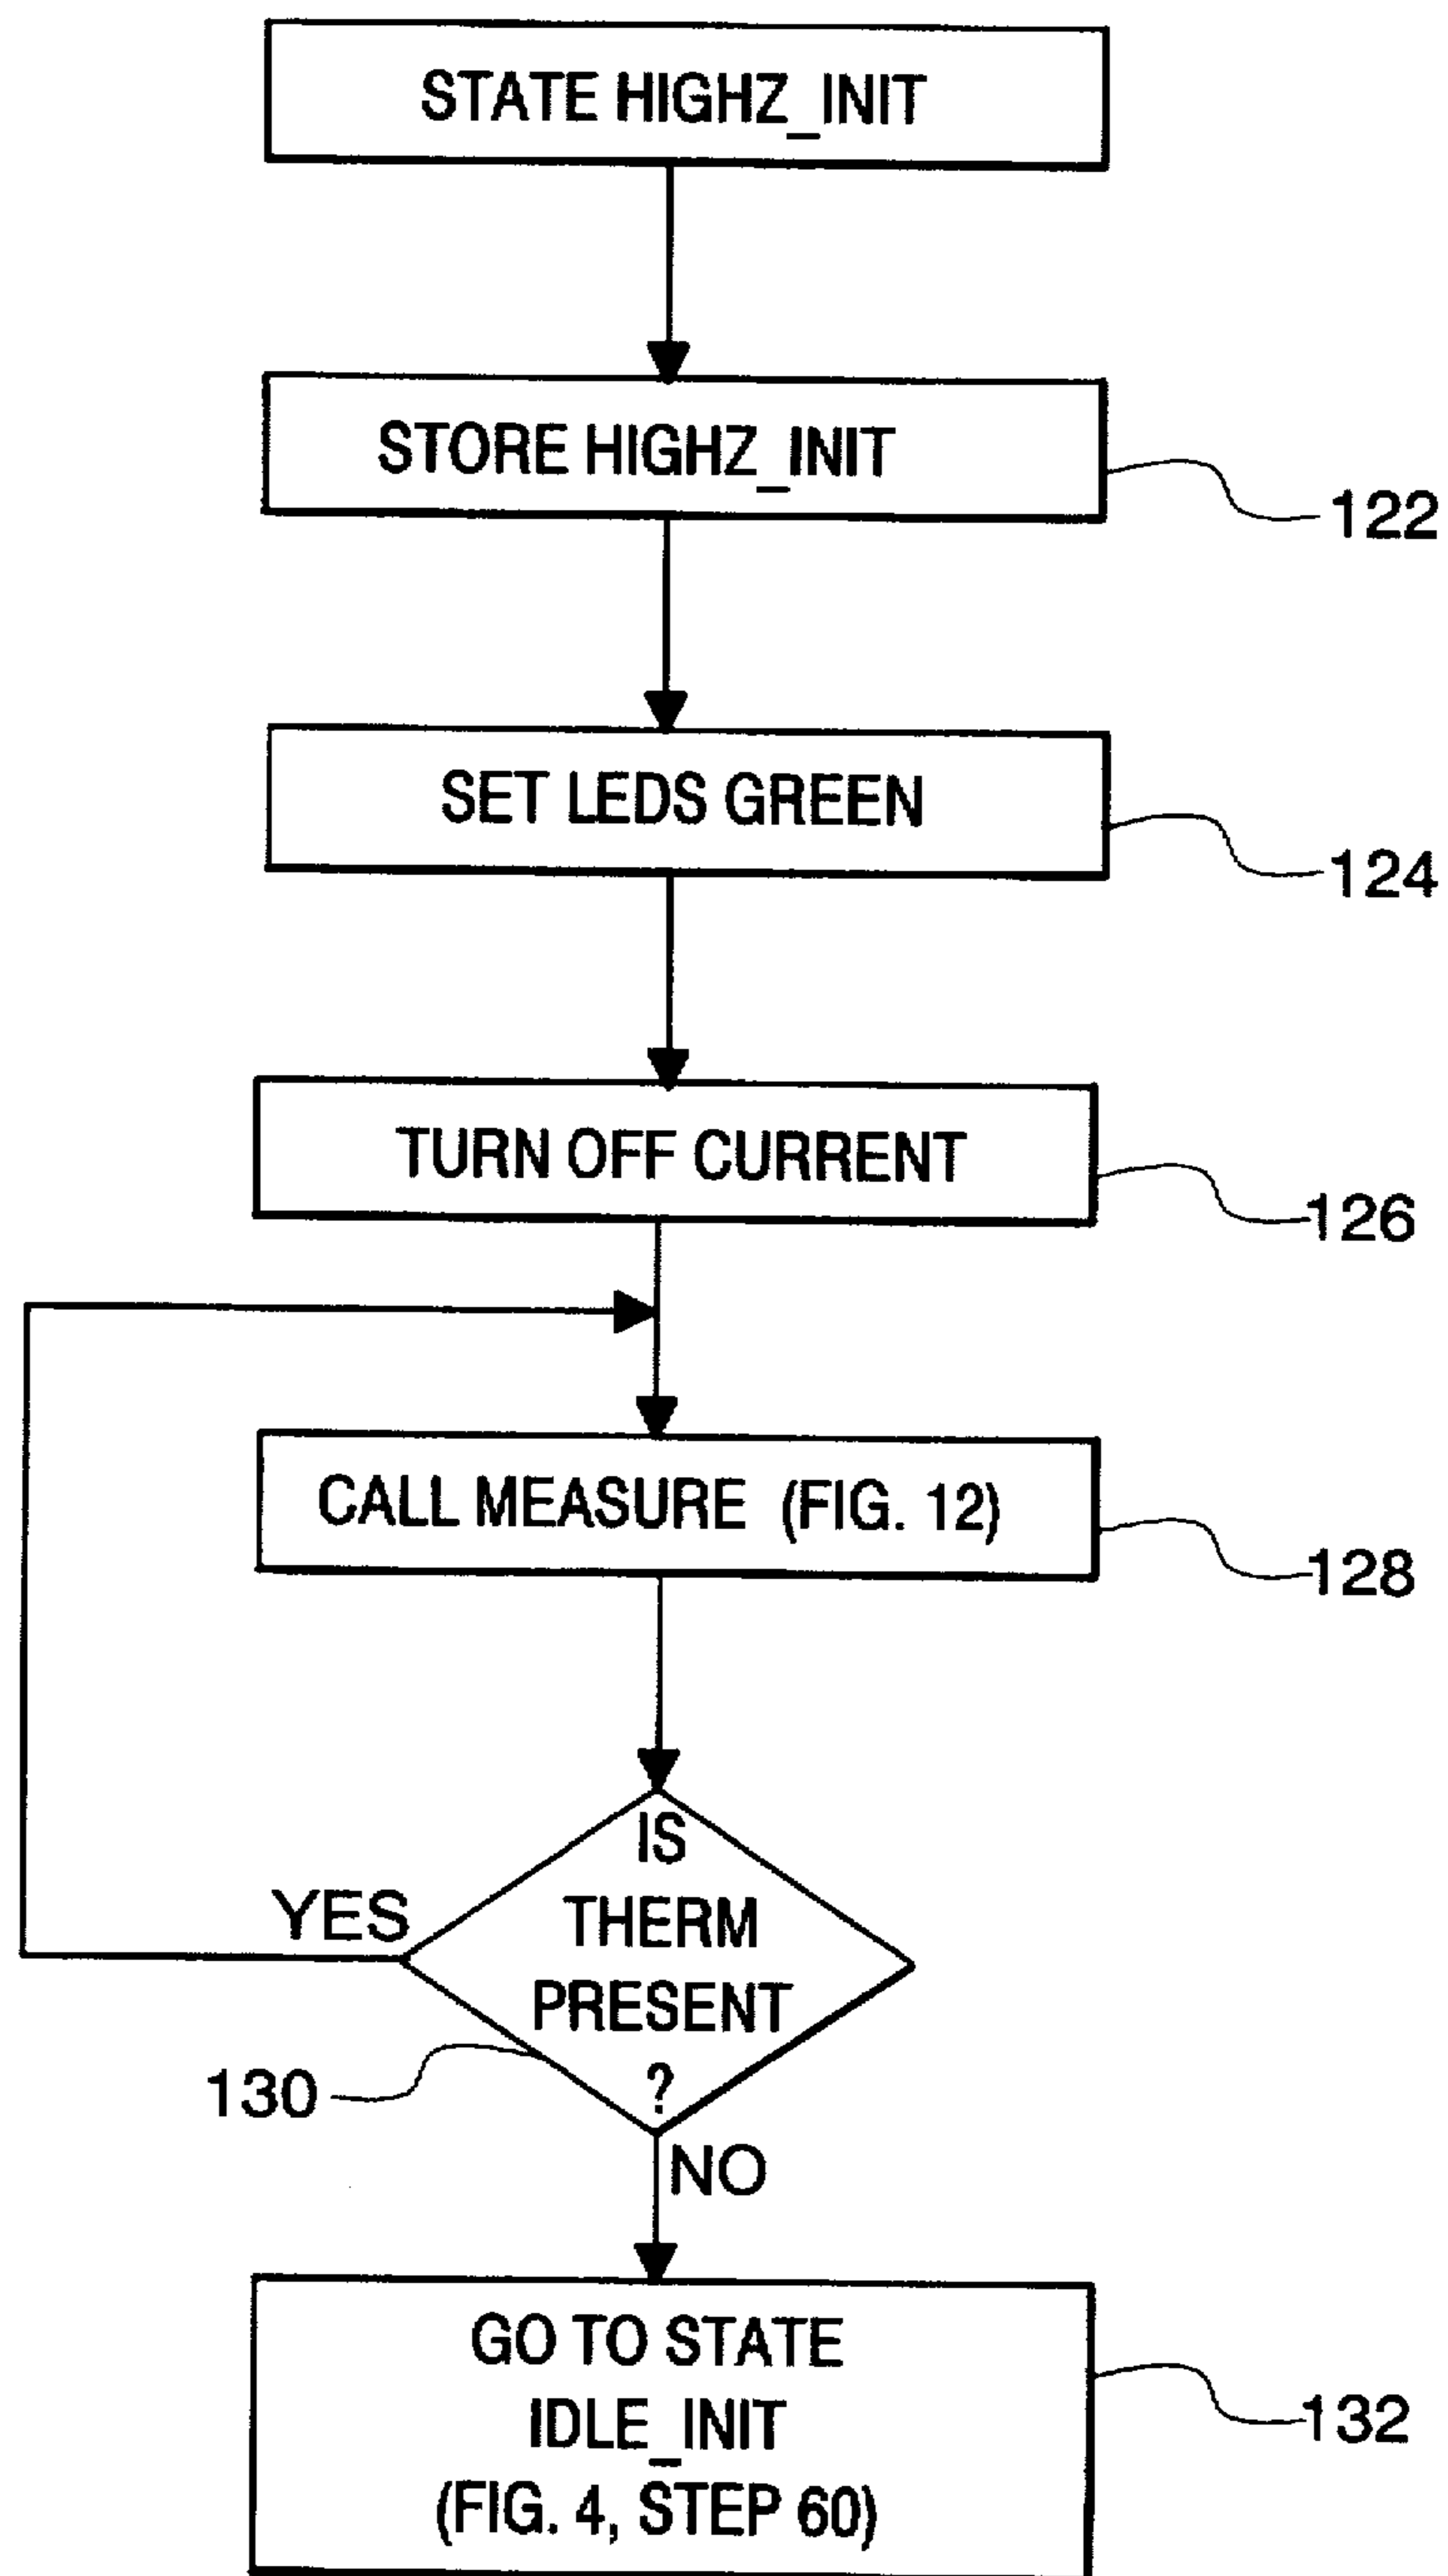 STATE HIGHZ_INIT
STORE HIGHZ_INIT
122
SET LEDS GREEN
124
TURN OFF CURRENT
126
CALL MEASURE (FIG. 12)
128
IS
THERM
PRESENT
?
YES
130
NO
GO TO STATE
IDLE_INIT
(FIG. 4, STEP 60)
132